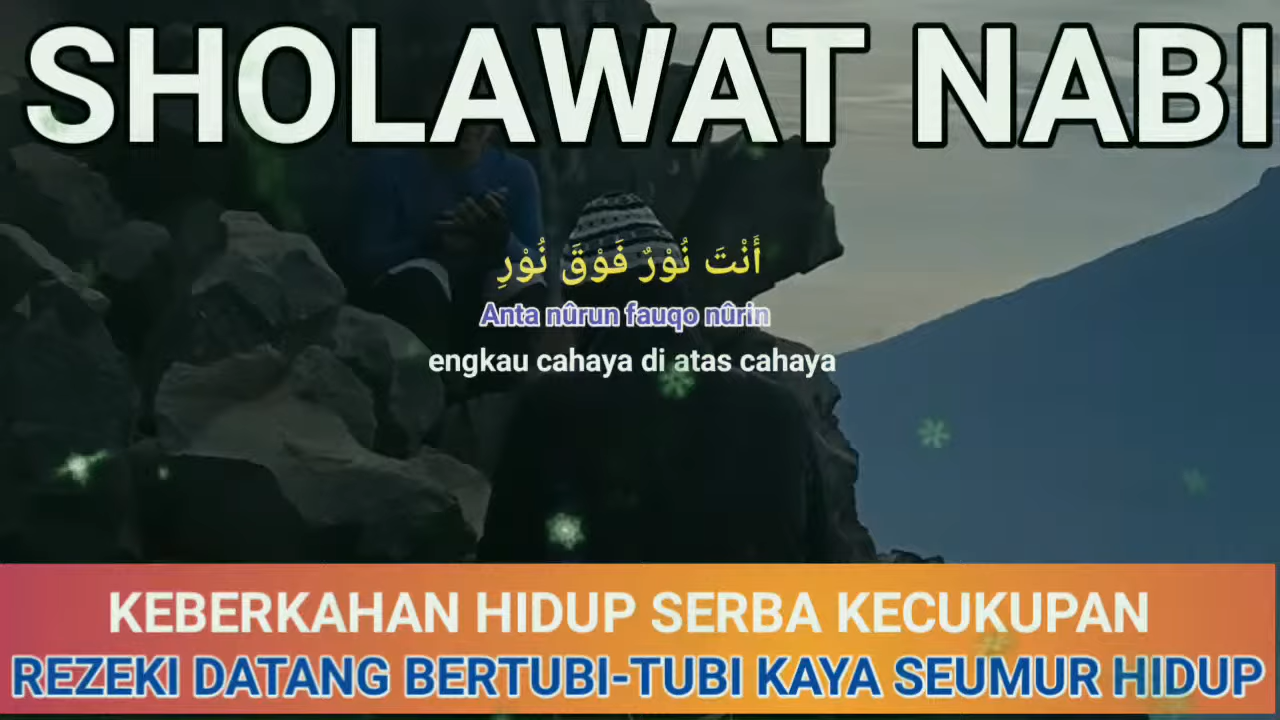 SHOLAWAT NABI
أَنْتَ نُوْرٌ فَوْقَ نُوْرِ
Anta nûrun fauqo nûrin
engkau cahaya di atas cahaya
KEBERKAHAN HIDUP SERBA KECUKUPAN
REZEKI DATANG BERTUBI-TUBI KAYA SEUMUR HIDUP